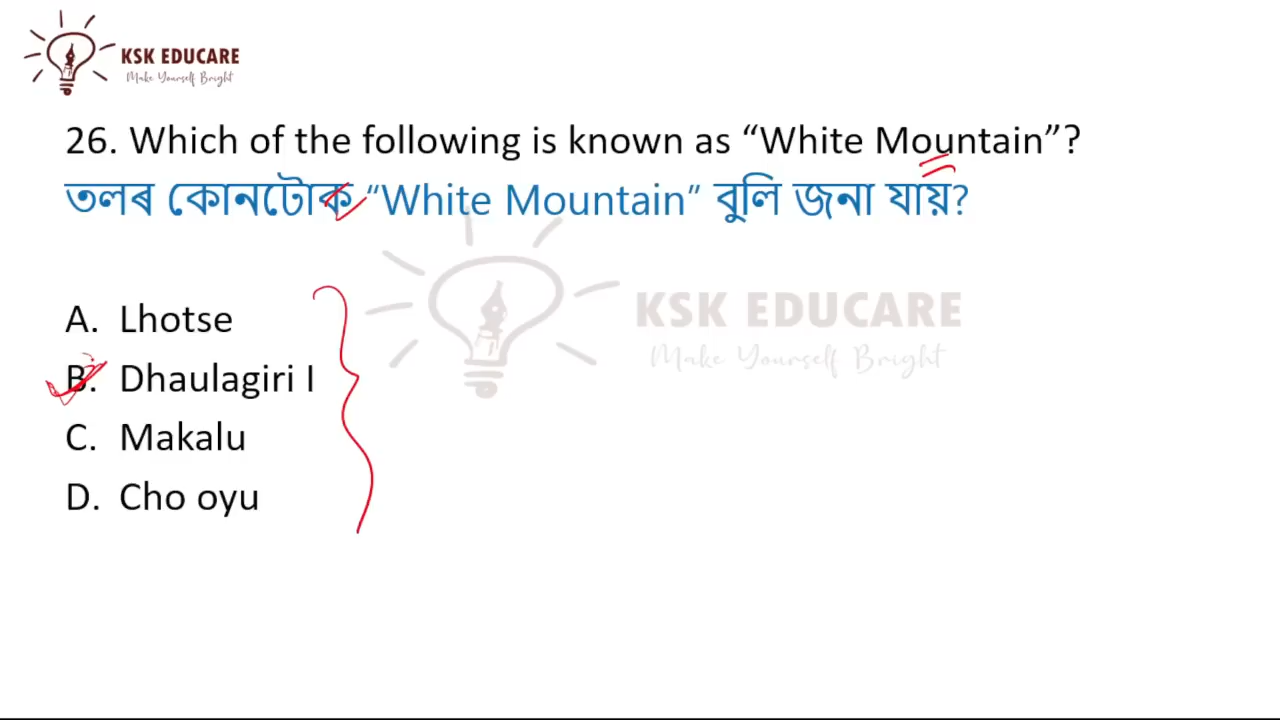 KSK EDUCARE
Make Yourself Bright
26. Which of the following is known as “White Mountain”?
তলৰ কোনটোক “White Mountain” বুলি জনা যায়?
KSK EDUCARE
Make Yourself Bright
A. Lhotse
B. Dhaulagiri I
C. Makalu
D. Cho oyu